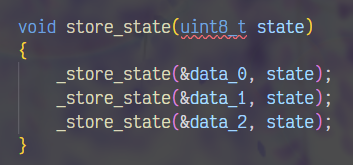 void store_state(uint8_t state)
{
    _store_state(&data_0, state);
    _store_state(&data_1, state);
    _store_state(&data_2, state);
}